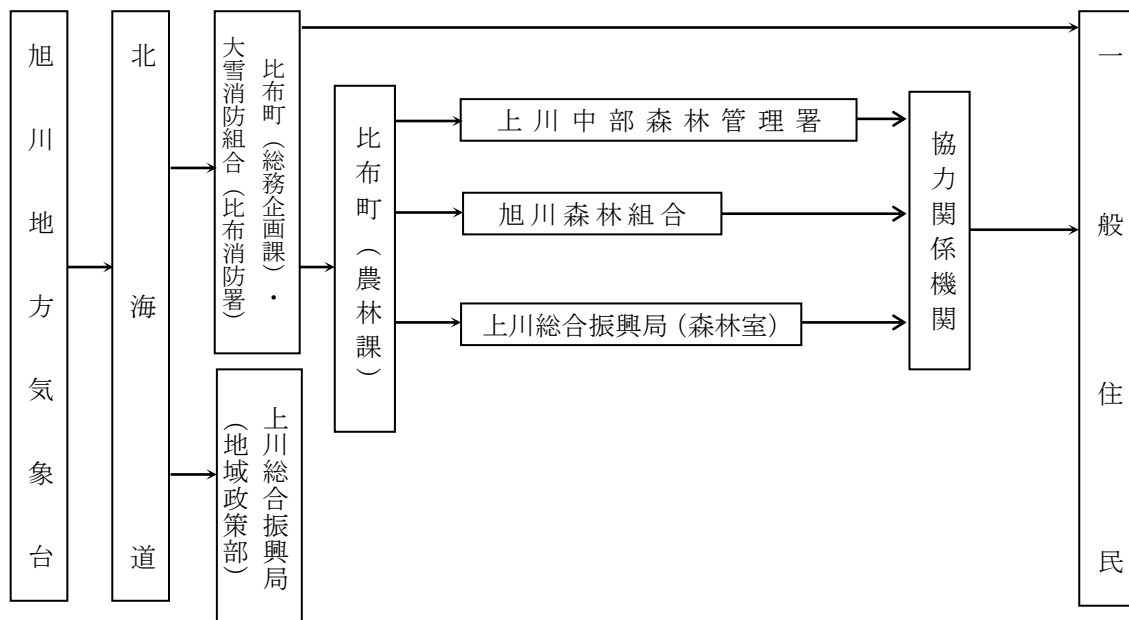 旭川地方気象台
北海道
比布町（総務企画課）・
大雪消防組合（比布消防署）
上川総合振興局
（地域政策部）
比布町（農林課）
上川中部森林管理署
旭川森林組合
上川総合振興局（森林室）
協力関係機関
一般住民